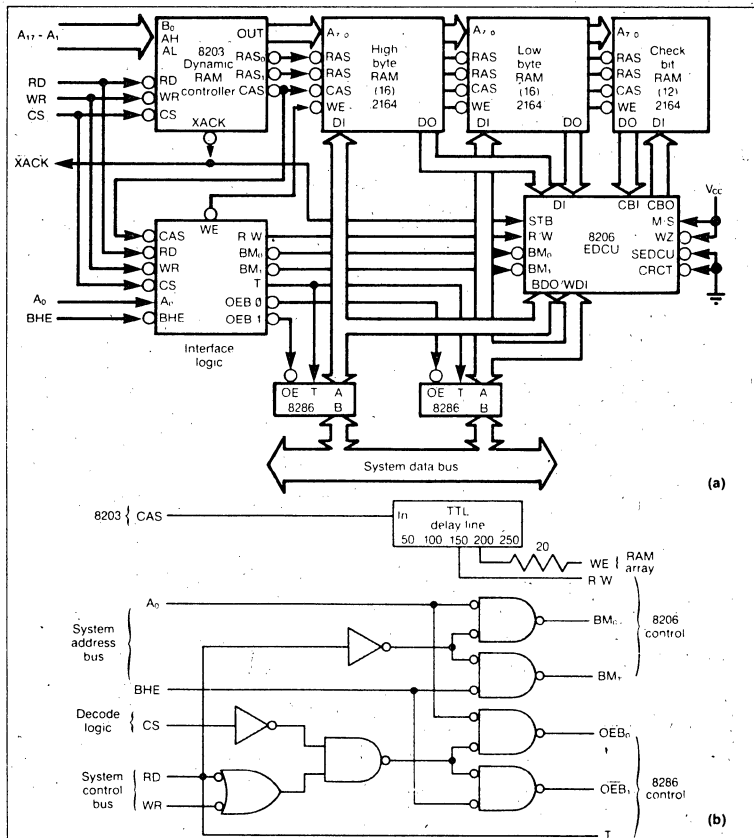 A17 - A1
B0
AH
AL
OUT
8203
Dynamic
RAM
controller
RAS0
RAS1
CAS
RD
WR
CS
RD
WR
CS
XACK
A7 0
RAS
RAS
CAS
WE
DI
DO
High
byte
RAM
(16)
2164
A7 0
RAS
RAS
CAS
WE
DI
DO
Low
byte
RAM
(16)
2164
A7 0
RAS
RAS
CAS
WE
DO
DI
Check
bit
RAM
(12)
2164
XACK
WE
CAS
RD
WR
CS
A0
BHE
A0
BHE
R W
BM0
BM1
T
OEB 0
OEB 1
Interface
logic
DI
CBI
CBO
STB
R/W
BM0
BM1
8206
EDCU
M/S
WZ
SEDCU
CRCT
BDO/WDI
VCC
OE T A
8286 B
OE T A
8286 B
System data bus
(a)
8203 { CAS
In
TTL
delay line
50 100 150 200 250
20
WE { RAM
array
R W
A0
System
address
bus
BHE
BM0
BM1
8206
control
Decode
logic { CS
System
control
bus
RD
WR
OEB0
OEB1
T
8286
control
(b)